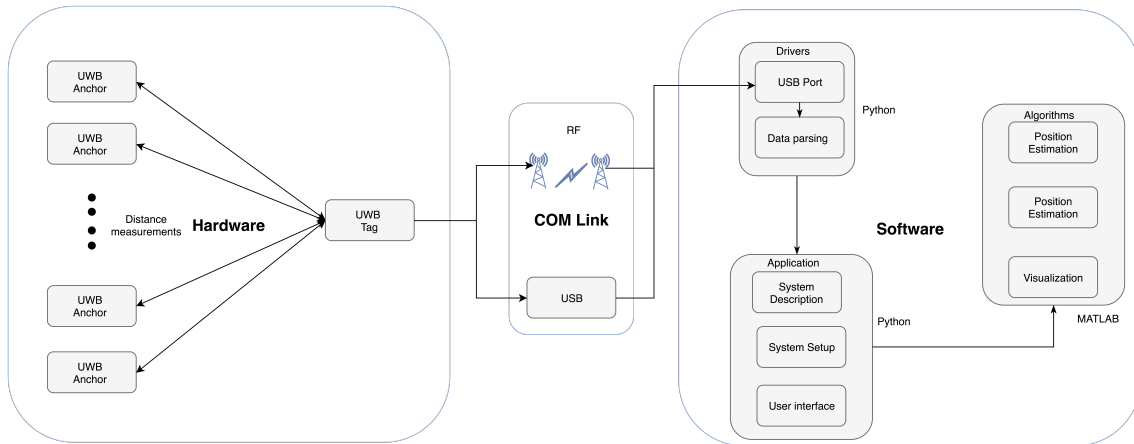 UWB
Anchor
UWB
Anchor
Distance
measurements
Hardware
UWB
Anchor
UWB
Anchor
UWB
Tag
RF
COM Link
USB
Drivers
USB Port
Data parsing
Python
Application
System
Description
System Setup
User interface
Python
Software
Algorithms
Position
Estimation
Position
Estimation
Visualization
MATLAB